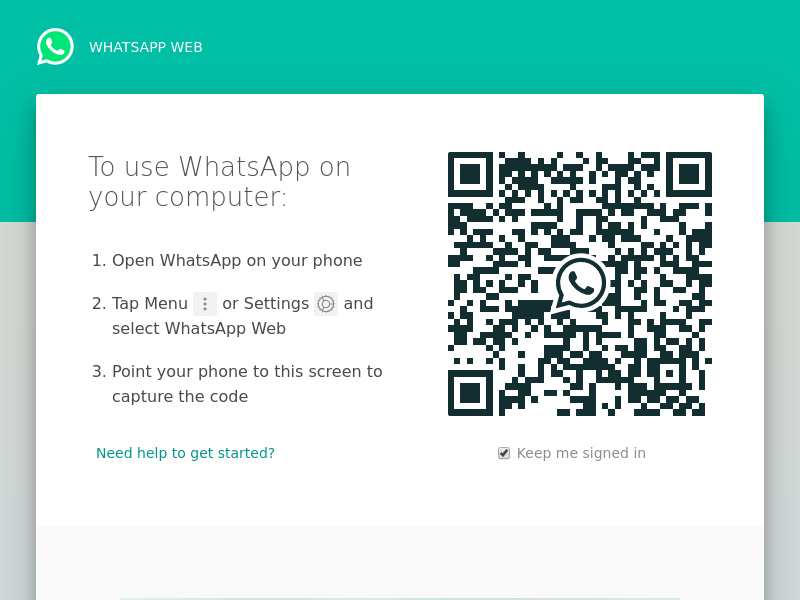 WHATSAPP WEB
To use WhatsApp on
your computer:
1. Open WhatsApp on your phone
2. Tap Menu or Settings and
select WhatsApp Web
3. Point your phone to this screen to
capture the code
Need help to get started?
Keep me signed in